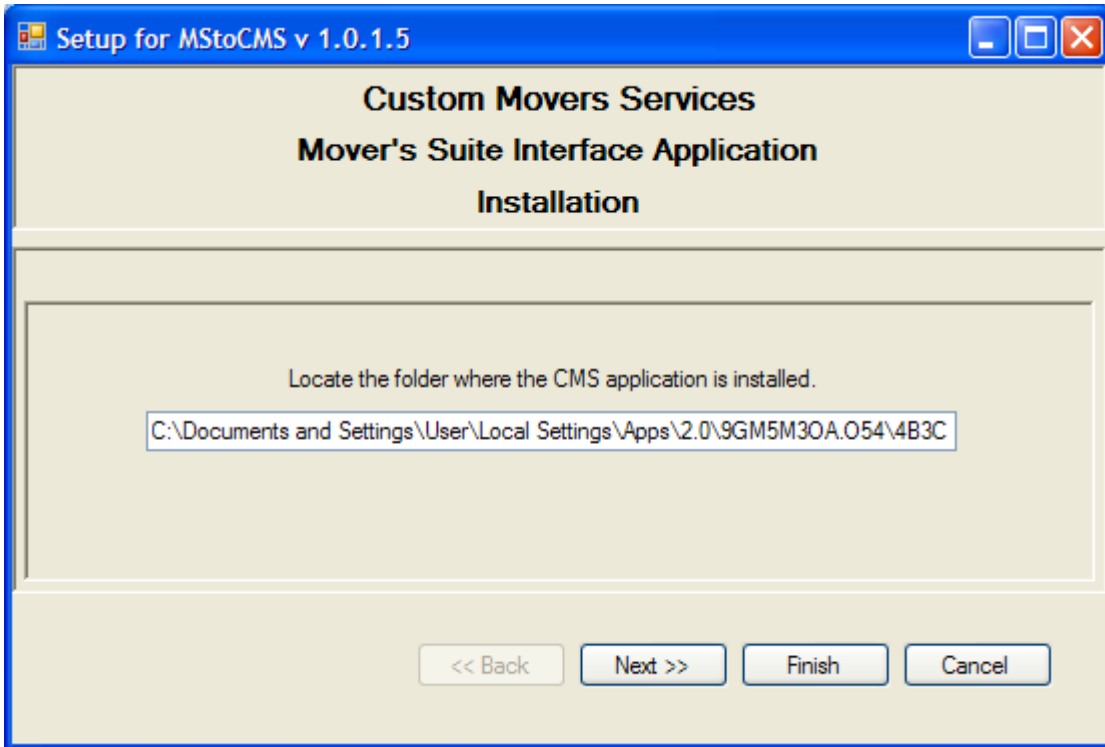 Setup for MStoCMS v 1.0.1.5
Custom Movers Services
Mover's Suite Interface Application
Installation
Locate the folder where the CMS application is installed.
C:\Documents and Settings\User\Local Settings\Apps\2.0\9GM5M3OA.O54\4B3C
<< Back Next >> Finish Cancel